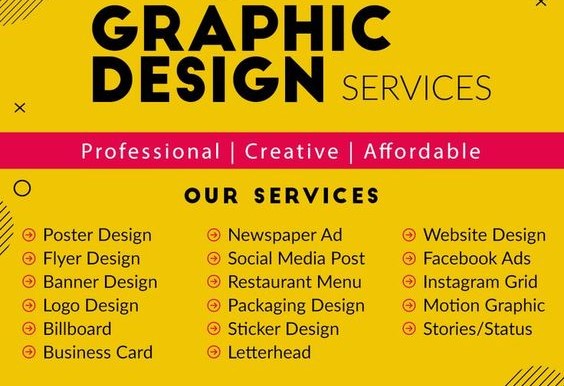 GRAPHIC
DESIGN SERVICES
Professional | Creative | Affordable
OUR SERVICES
Poster Design
Flyer Design
Banner Design
Logo Design
Billboard
Business Card
Newspaper Ad
Social Media Post
Restaurant Menu
Packaging Design
Sticker Design
Letterhead
Website Design
Facebook Ads
Instagram Grid
Motion Graphic
Stories/Status